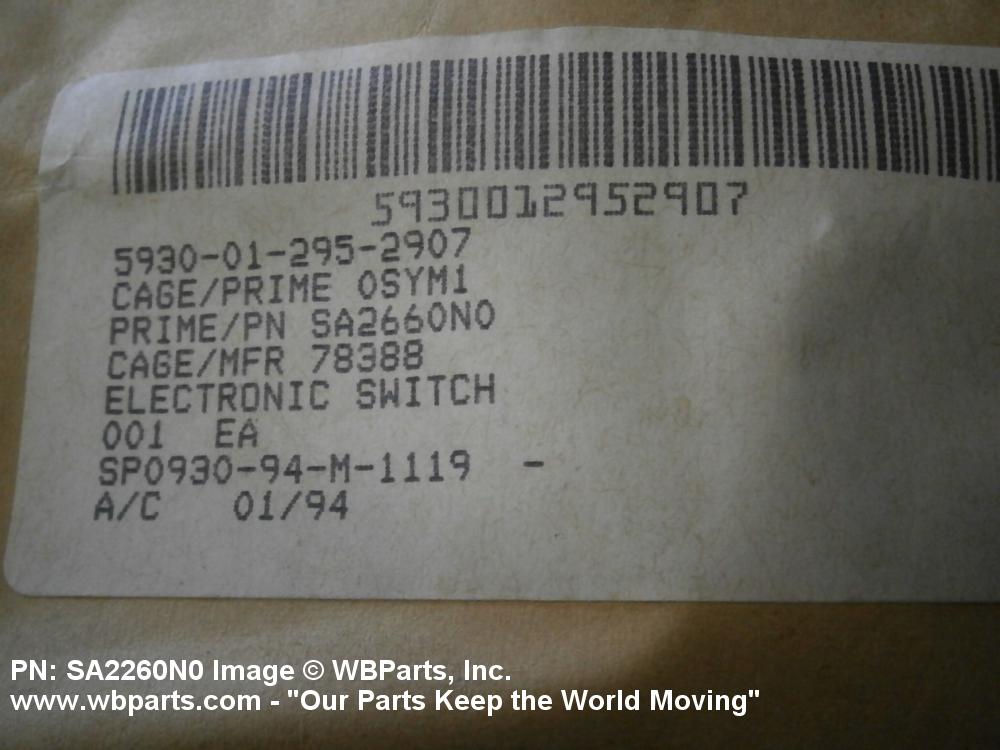 5930012952907
5930-01-295-2907
CAGE/PRIME 0SYM1
PRIME/PN SA2660N0
CAGE/MFR 78388
ELECTRONIC SWITCH
001 EA
SP0930-94-M-1119 -
A/C 01/94
PN: SA2260N0 Image © WBParts, Inc.
www.wbparts.com - "Our Parts Keep the World Moving"